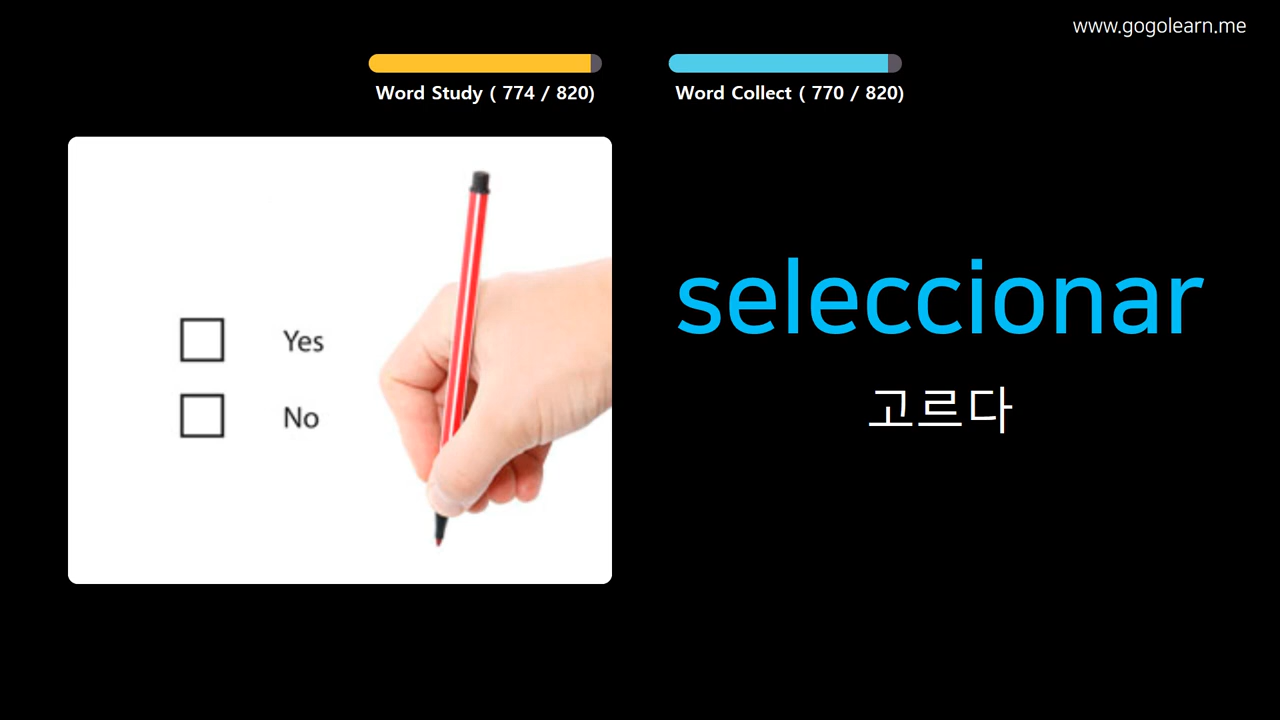 www.gogolearn.me
Word Study ( 774 / 820)
Word Collect ( 770 / 820)
Yes
No
seleccionar
고르다